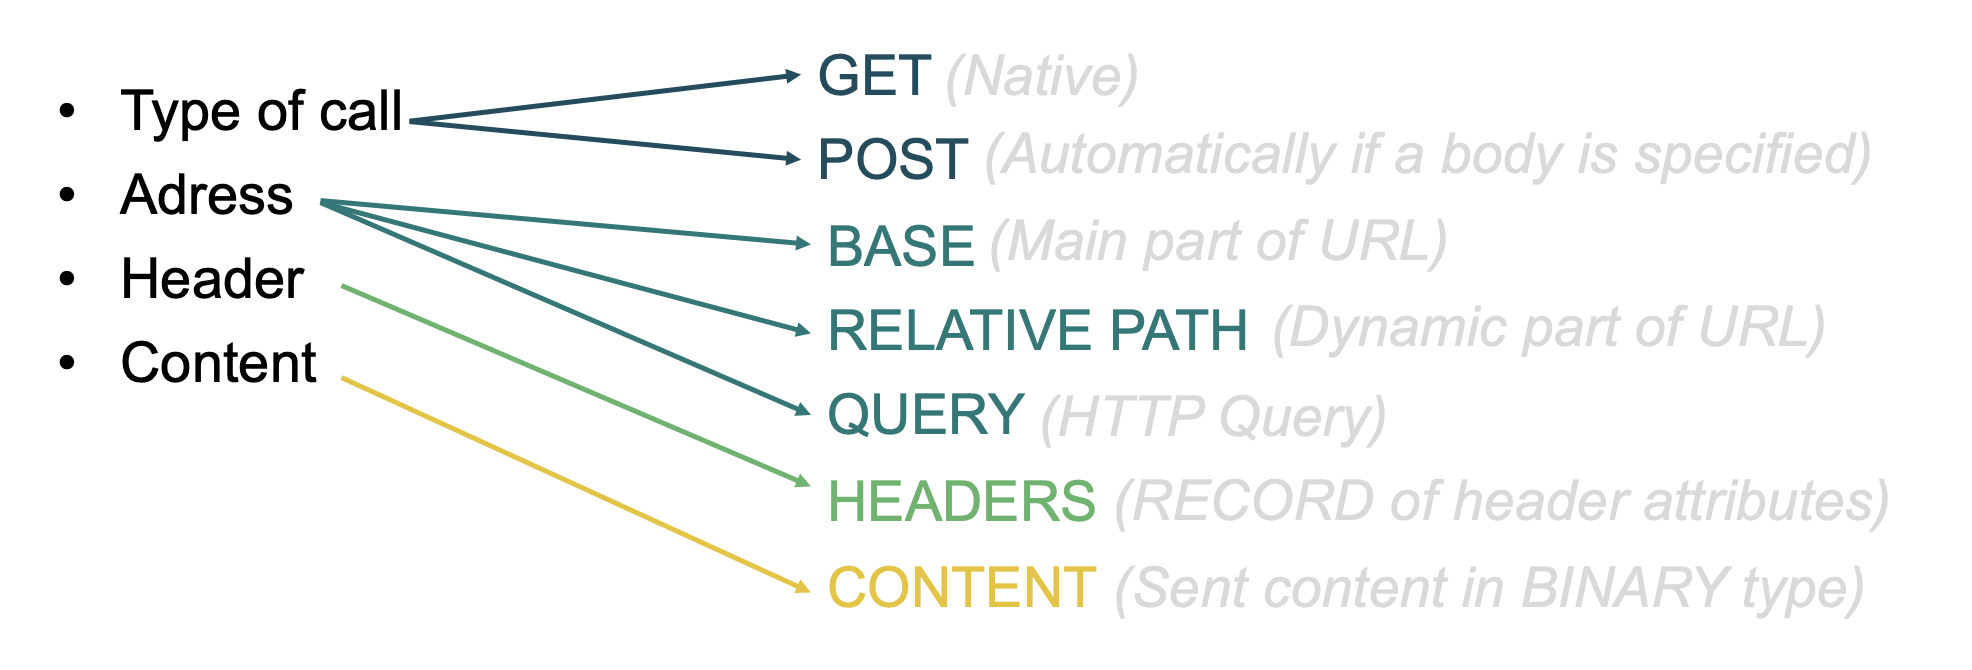 • Type of call
• Adress
• Header
• Content
GET (Native)
POST (Automatically if a body is specified)
BASE (Main part of URL)
RELATIVE PATH (Dynamic part of URL)
QUERY (HTTP Query)
HEADERS (RECORD of header attributes)
CONTENT (Sent content in BINARY type)